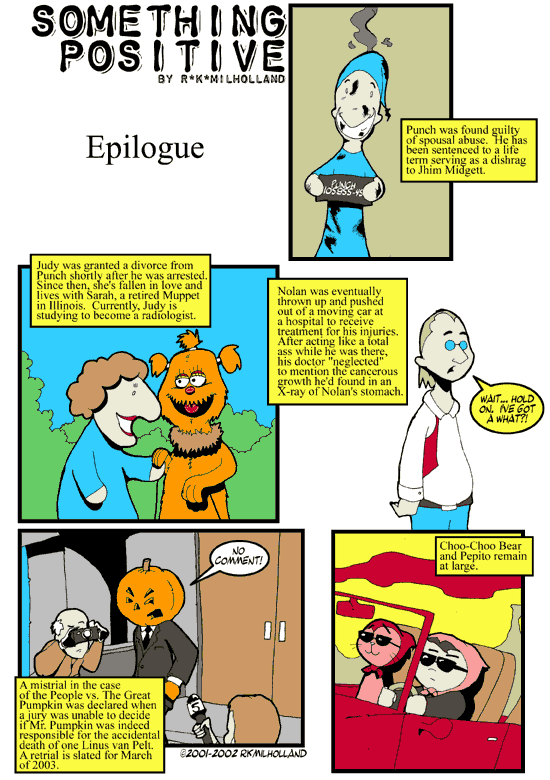 SOMETHING
POSITIVE
BY R*K*MILHOLLAND
Epilogue
PUNCH
Punch was found guilty
of spousal abuse. He has
been sentenced to a life
term serving as a dishrag
to Jhim Midgett.
Judy was granted a divorce from
Punch shortly after he was arrested.
Since then, she's fallen in love and
lives with Sarah, a retired Muppet
in Illinois. Currently, Judy is
studying to become a radiologist.
Nolan was eventually
thrown up and pushed
out of a moving car at
a hospital to receive
treatment for his injuries.
After acting like a total
ass while he was there,
his doctor "neglected"
to mention the cancerous
growth he'd found in an
X-ray of Nolan's stomach.
WAIT... HOLD
ON. I'VE GOT
A WHAT?!
NO
COMMENT!
A mistrial in the case
of the People vs. The Great
Pumpkin was declared when
a jury was unable to decide
if Mr. Pumpkin was indeed
responsible for the accidental
death of one Linus van Pelt.
A retrial is slated for March
of 2003.
©2001-2002 RKMILHOLLAND
Choo-Choo Bear
and Pepito remain
at large.